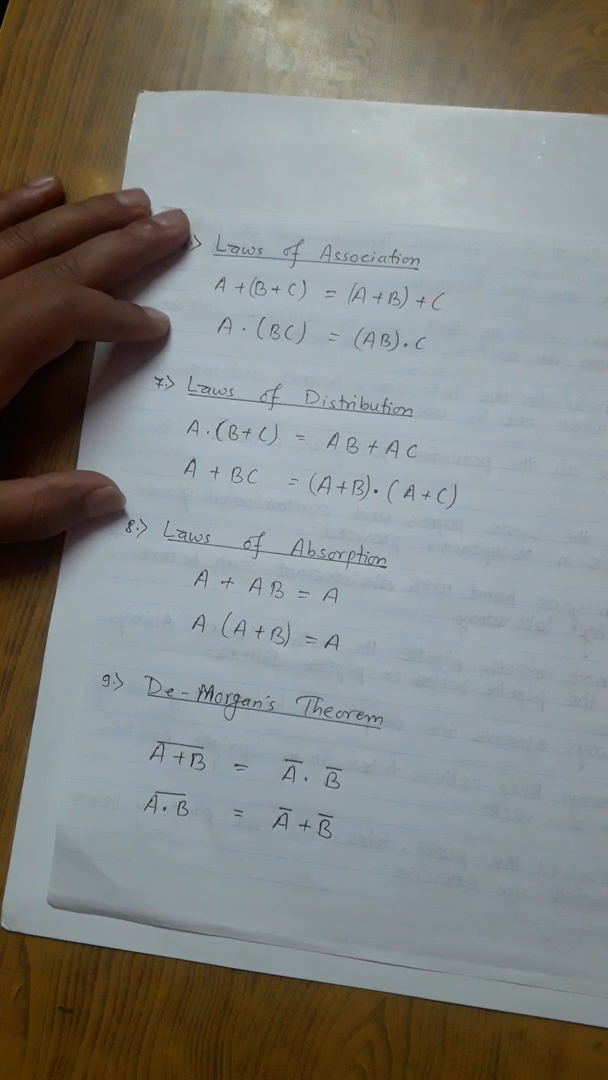 > Laws of Association
A + (B + C) = (A + B) + C
A . (BC) = (AB) . C
7.> Laws of Distribution
A . (B + C) = AB + AC
A + BC = (A+B) . (A+C)
8.> Laws of Absorption
A + AB = A
A (A+B) = A
9.> De-Morgan's Theorem
A̅ ̅+̅ ̅B̅ = A̅ . B̅
A̅ ̅.̅ ̅B̅ = A̅ + B̅